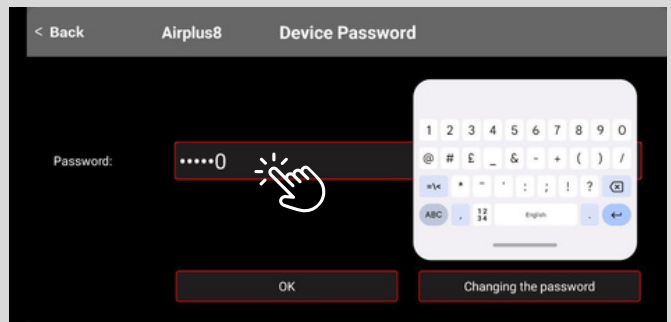 < Back Airplus8 Device Password
1 2 3 4 5 6 7 8 9 0
@ # £ _ & - + ( ) /
Password: •••••0
=\< * " ' : ; ! ? 
ABC , 12 34 English .
OK Changing the password